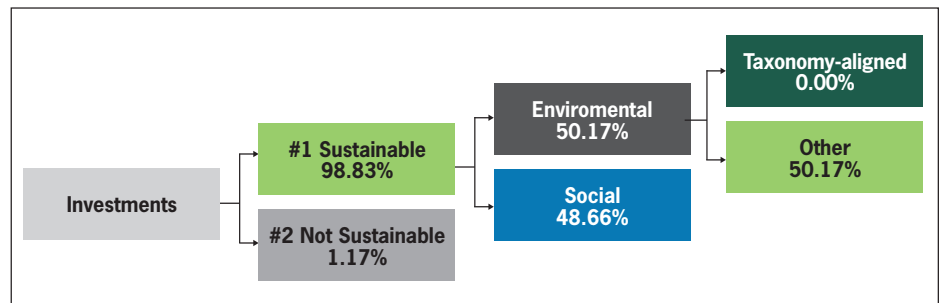 Investments
#1 Sustainable
98.83%
#2 Not Sustainable
1.17%
Enviromental
50.17%
Social
48.66%
Taxonomy-aligned
0.00%
Other
50.17%